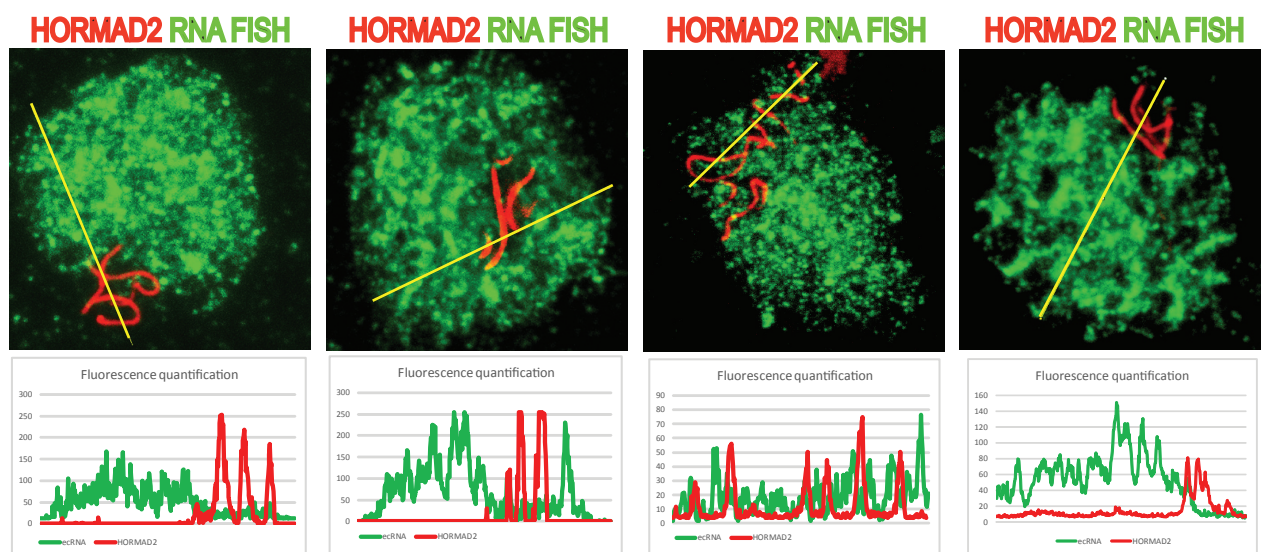 HORMAD2 RNA FISH
HORMAD2 RNA FISH
HORMAD2 RNA FISH
HORMAD2 RNA FISH
Fluorescence quantification
300
250
200
150
100
50
0
ecRNA HORMAD2
Fluorescence quantification
300
250
200
150
100
50
0
ecRNA HORMAD2
Fluorescence quantification
90
80
70
60
50
40
30
20
10
0
ecRNA HORMAD2
Fluorescence quantification
160
140
120
100
80
60
40
20
0
ecRNA HORMAD2